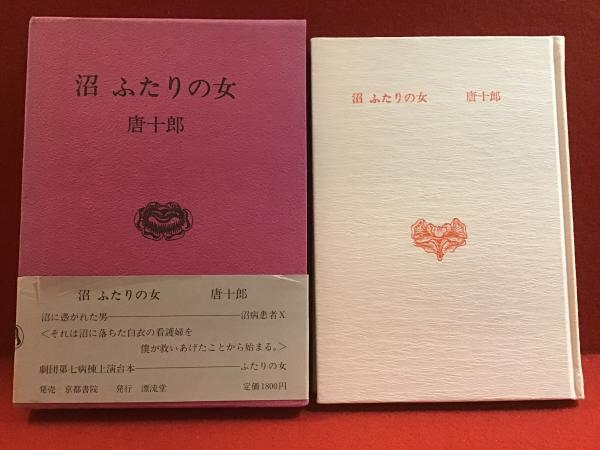 沼 ふたりの女
唐十郎
沼 ふたりの女　唐十郎
沼に憑かれた男――沼病患者X
<それは沼に落ちた白衣の看護婦を
僕が救いあげたことから始まる。>
劇団第七病棟上演台本――ふたりの女
発売 京都書院　発行 漂流堂　定価1800円
沼 ふたりの女　唐十郎